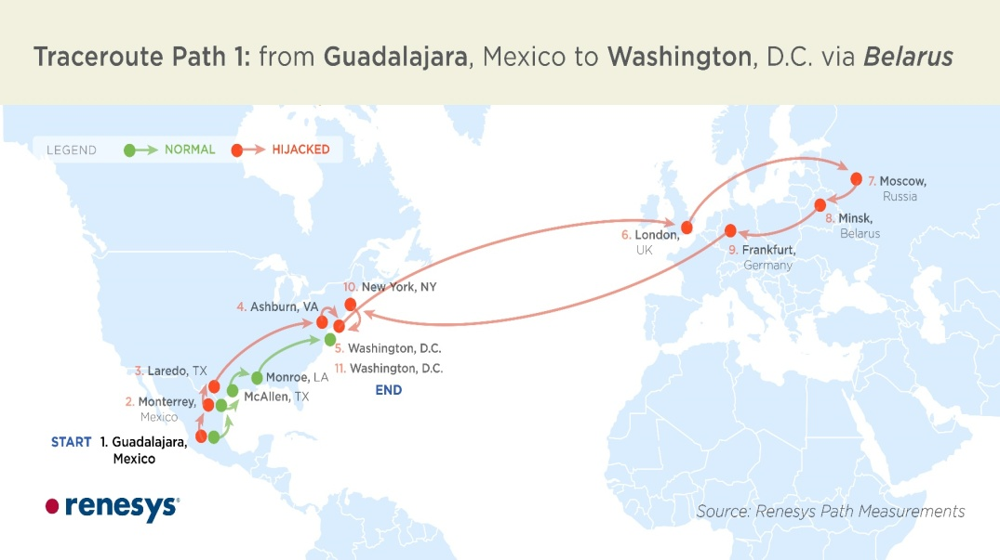 Traceroute Path 1: from Guadalajara, Mexico to Washington, D.C. via Belarus
LEGEND NORMAL HIJACKED
7. Moscow,
Russia
8. Minsk,
Belarus
6. London,
UK
9. Frankfurt,
Germany
10. New York, NY
4. Ashburn, VA
5. Washington, D.C.
11. Washington, D.C.
END
3. Laredo, TX
Monroe, LA
McAllen, TX
2. Monterrey,
Mexico
START 1. Guadalajara,
Mexico
renesys
Source: Renesys Path Measurements